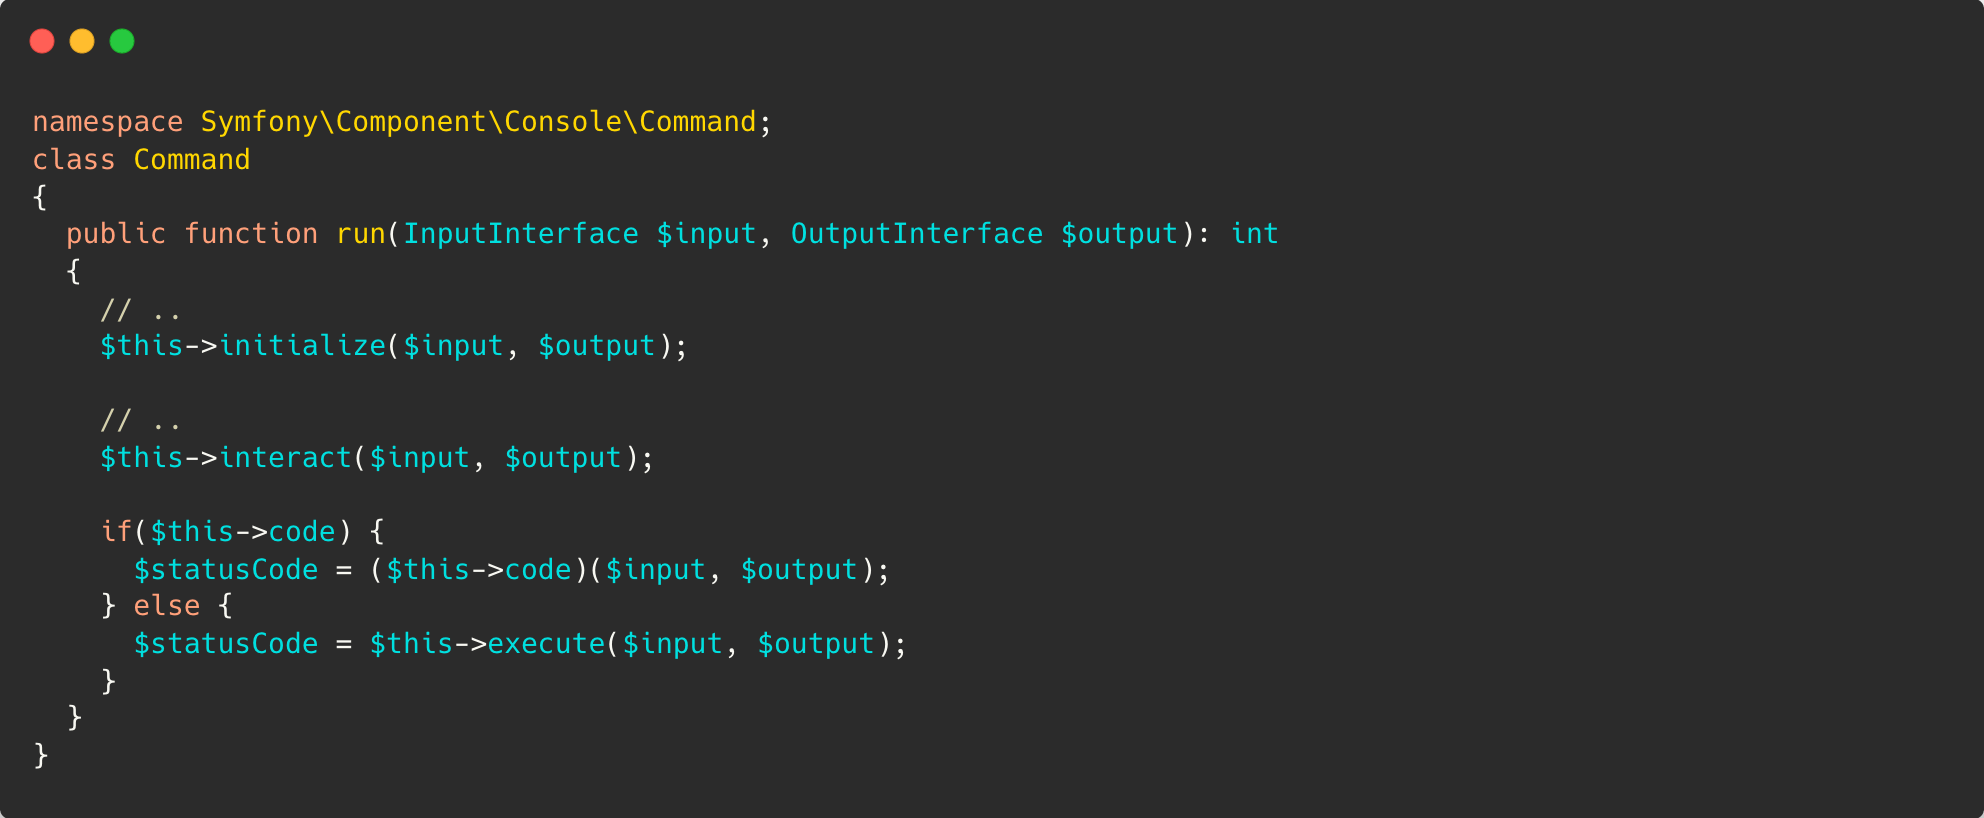 namespace Symfony\Component\Console\Command;
class Command
{
  public function run(InputInterface $input, OutputInterface $output): int
  {
    // ..
    $this->initialize($input, $output);

    // ..
    $this->interact($input, $output);

    if($this->code) {
      $statusCode = ($this->code)($input, $output);
    } else {
      $statusCode = $this->execute($input, $output);
    }
  }
}